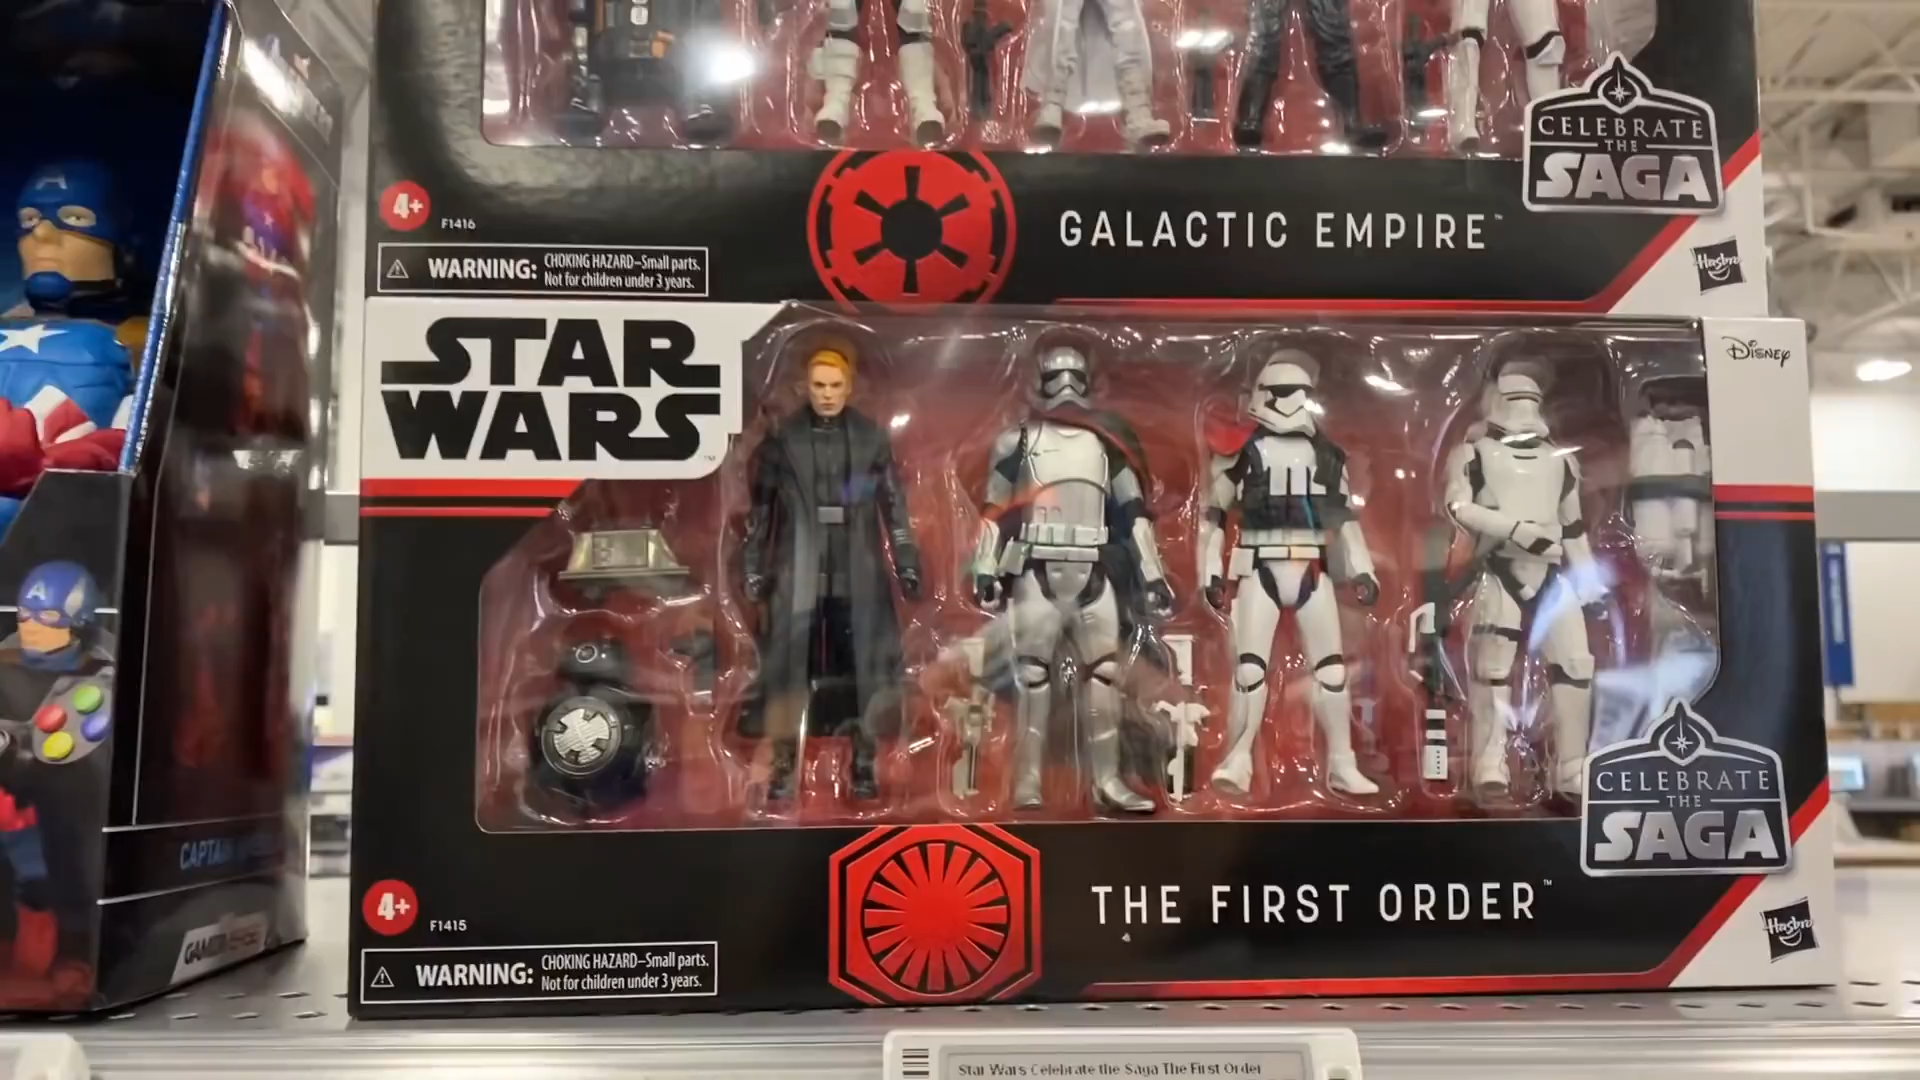 CELEBRATE
THE
SAGA
4+
F1416
GALACTIC EMPIRE™
WARNING: CHOKING HAZARD–Small parts.
Not for children under 3 years.
Hasbro
STAR
WARS™
Disney
A
A
CELEBRATE
THE
SAGA
CAPTAIN
4+
F1415
THE FIRST ORDER™
Hasbro
WARNING: CHOKING HAZARD–Small parts.
Not for children under 3 years.
Star Wars Celebrate the Saga The First Order